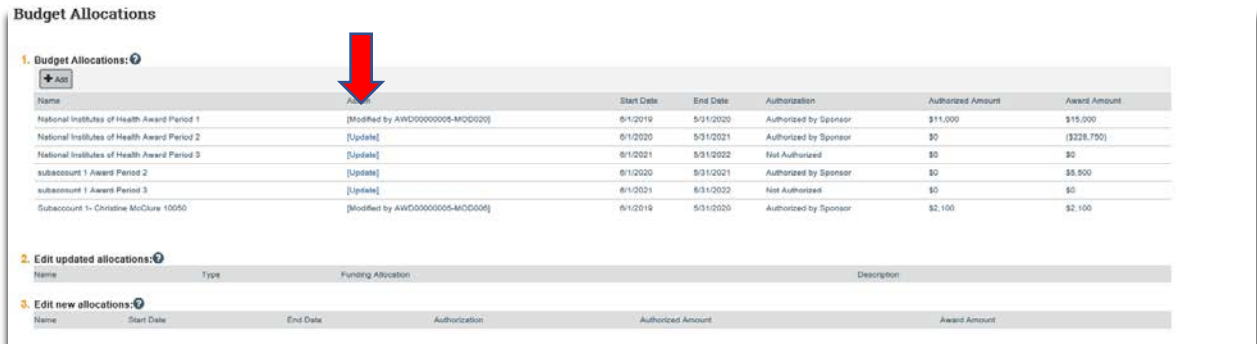 Budget Allocations
1. Budget Allocations: ?
+ Add
Name Start Date End Date Authorization Authorized Amount Award Amount
National Institutes of Health Award Period 1 [Modified by AWD00000005-MOD020] 6/1/2019 5/31/2020 Authorized by Sponsor $11,000 $15,000
National Institutes of Health Award Period 2 [Update] 6/1/2020 5/31/2021 Authorized by Sponsor $0 ($228,750)
National Institutes of Health Award Period 3 [Update] 6/1/2021 5/31/2022 Not Authorized $0 $0
subaccount 1 Award Period 2 [Update] 6/1/2020 5/31/2021 Authorized by Sponsor $0
subaccount 1 Award Period 3 [Update] 6/1/2021 5/31/2022 Not Authorized $0 $0
Subaccount 1- Christine McClure 10050 [Modified by AWD00000005-MOD006] 6/1/2019 5/31/2020 Authorized by Sponsor $2,100 $2,100
2. Edit updated allocations: ?
Name Type Funding Allocation Description
3. Edit new allocations: ?
Name Start Date End Date Authorization Authorized Amount Award Amount